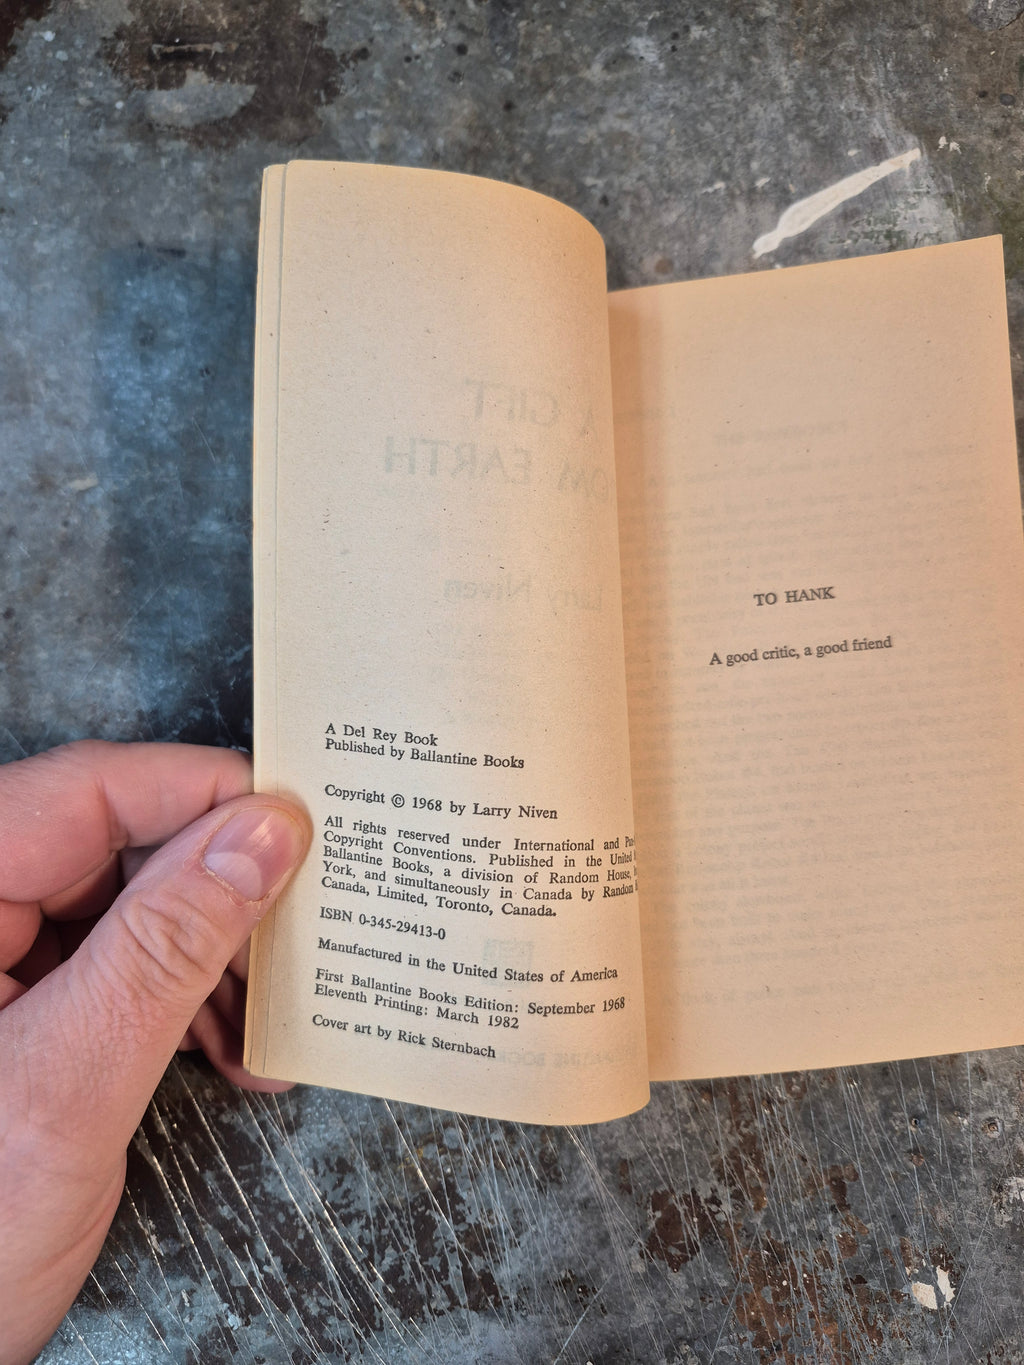 A Del Rey Book
Published by Ballantine Books
Copyright © 1968 by Larry Niven
All rights reserved under International and
Copyright Conventions. Published in the United
Ballantine Books, a division of Random House,
York, and simultaneously in Canada by Random
Canada, Limited, Toronto, Canada.
ISBN 0-345-29413-0
Manufactured in the United States of America
First Ballantine Books Edition: September 1968
Eleventh Printing: March 1982
Cover art by Rick Sternbach
TO HANK
A good critic, a good friend